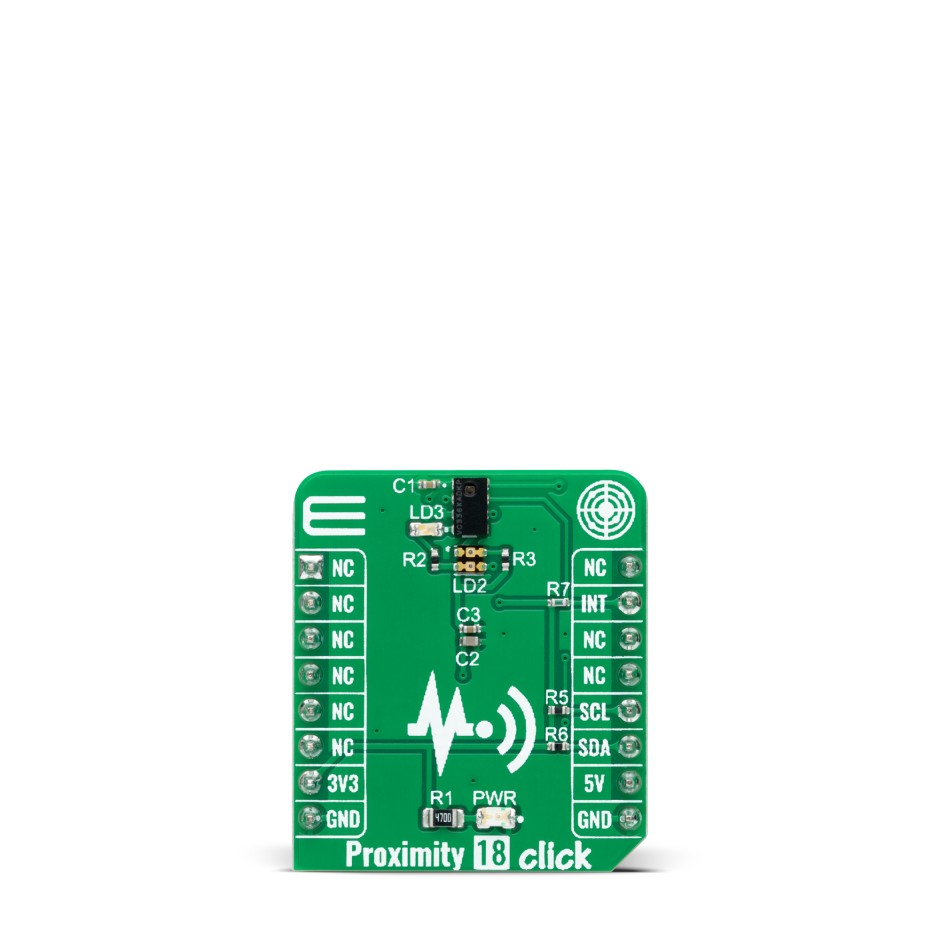 C1
LD3
R2
R3
LD2
C3
C2
NC
NC
NC
NC
NC
NC
3V3
GND
NC
R7
INT
NC
NC
R5
SCL
R6
SDA
5V
GND
R1
PWR
4700
Proximity 18 click